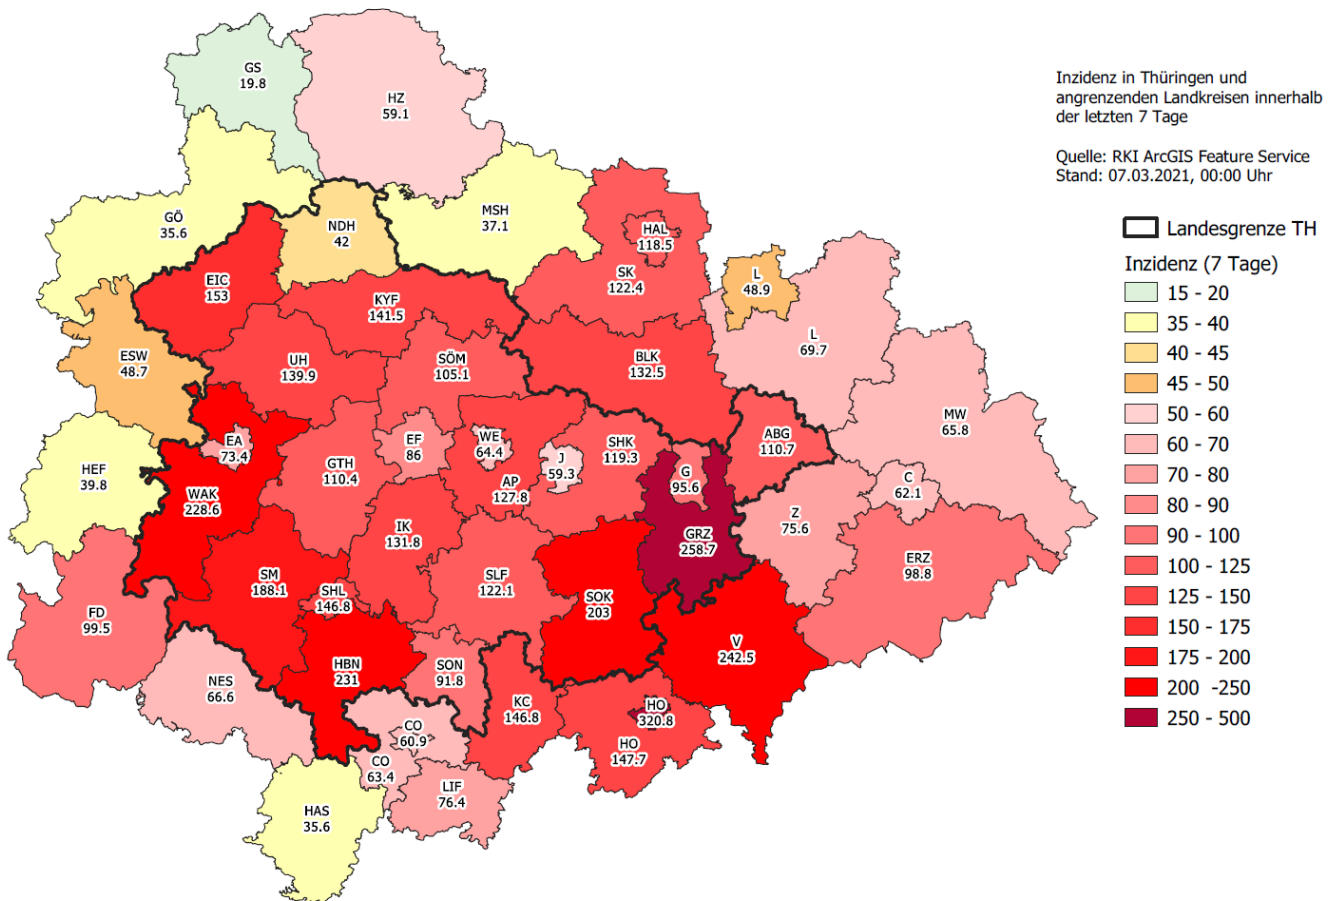 GS
19.8
HZ
59.1
Inzidenz in Thüringen und
angrenzenden Landkreisen innerhalb
der letzten 7 Tage
Quelle: RKI ArcGIS Feature Service
Stand: 07.03.2021, 00:00 Uhr
Landesgrenze TH
Inzidenz (7 Tage)
15 - 20
35 - 40
40 - 45
45 - 50
50 - 60
60 - 70
70 - 80
80 - 90
90 - 100
100 - 125
125 - 150
150 - 175
175 - 200
200 -250
250 - 500
GÖ
35.6
NDH
42
MSH
37.1
HAL
118.5
EIC
153
KYF
141.5
SK
122.4
L
48.9
L
69.7
ESW
48.7
UH
139.9
SÖM
105.1
BLK
132.5
MW
65.8
EA
73.4
EF
86
WE
64.4
J
59.3
SHK
119.3
ABG
110.7
HEF
39.8
GTH
110.4
AP
127.8
G
95.6
C
62.1
WAK
228.6
IK
131.8
GRZ
258.7
Z
75.6
ERZ
98.8
SM
188.1
SHL
146.8
SLF
122.1
SOK
203
FD
99.5
V
242.5
NES
66.6
HBN
231
SON
91.8
KC
146.8
HO
320.8
CO
60.9
HO
147.7
CO
63.4
LIF
76.4
HAS
35.6